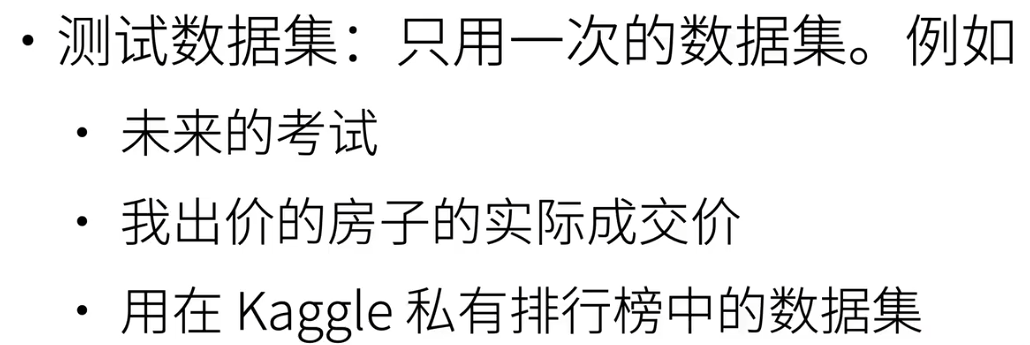 • 测试数据集：只用一次的数据集。例如
• 未来的考试
• 我出价的房子的实际成交价
• 用在 Kaggle 私有排行榜中的数据集